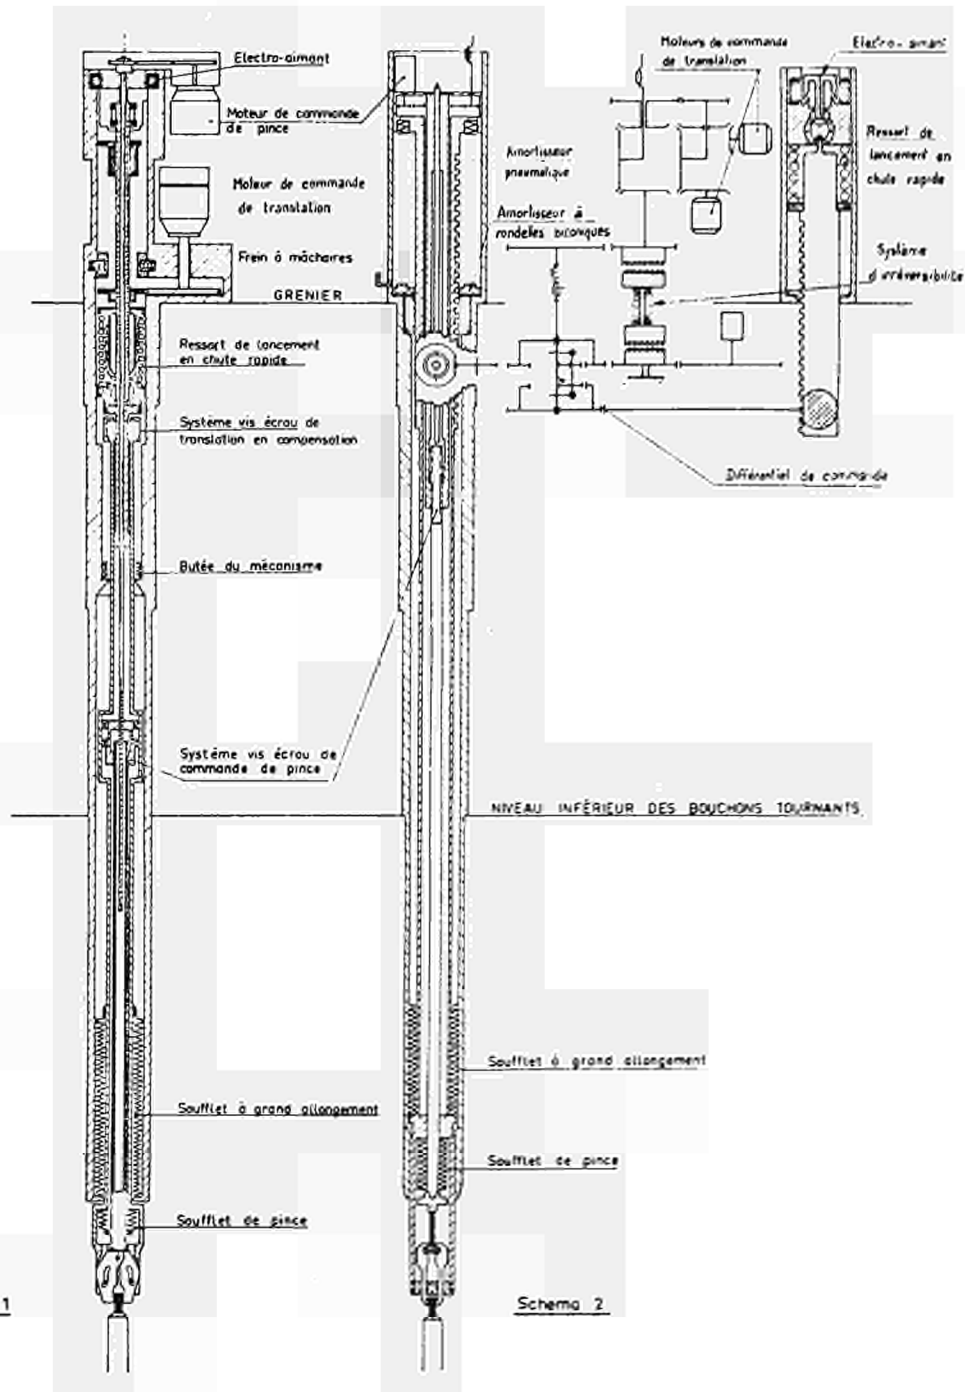 Electro-aimant
Moteur de commande
de pince
Moteur de commande
de translation
Frein à mâchoires
GRENIER
Ressort de lancement
en chute rapide
Système vis écrou de
translation en compensation
Butée du mécanisme
Système vis écrou de
commande de pince
Soufflet à grand allongement
Soufflet de pince
1
Moteurs de commande
de translation
Electro-aimant
Amortisseur
pneumatique
Amortisseur à
rondelles biconiques
Ressort de
lancement en
chute rapide
Système
d'irréversibilité
Différentiel de commande
NIVEAU INFÉRIEUR DES BOUCHONS TOURNANTS
Soufflet à grand allongement
Soufflet de pince
Schema 2